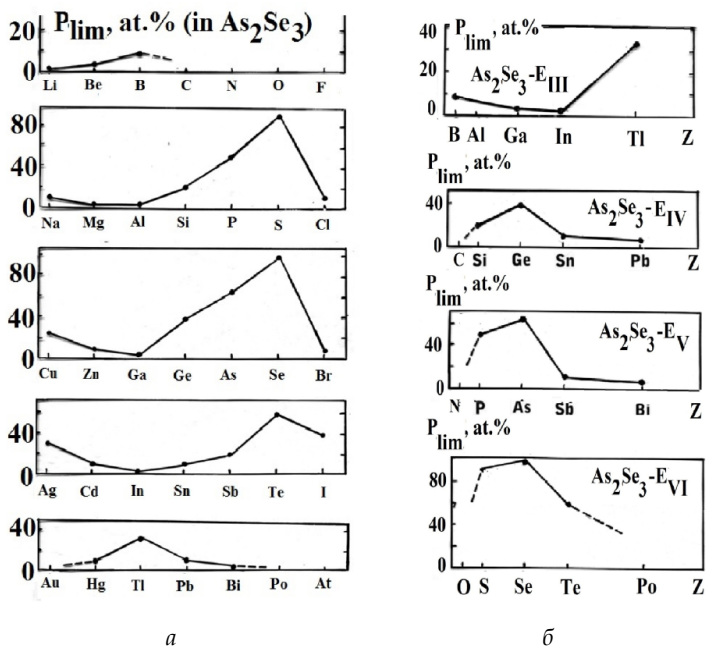 P_lim, at.% (in As₂Se₃)
20
0
Li Be B C N O F
80
40
0
Na Mg Al Si P S Cl
80
40
0
Cu Zn Ga Ge As Se Br
40
0
Ag Cd In Sn Sb Te I
40
0
Au Hg Tl Pb Bi Po At
а
40
20
0
P_lim, at.%
As₂Se₃-E_III
B Al Ga In Tl Z
P_lim, at.%
40
0
As₂Se₃-E_IV
C Si Ge Sn Pb Z
P_lim, at.%
40
0
As₂Se₃-E_V
N P As Sb Bi Z
P_lim, at.%
80
40
0
As₂Se₃-E_VI
O S Se Te Po Z
б